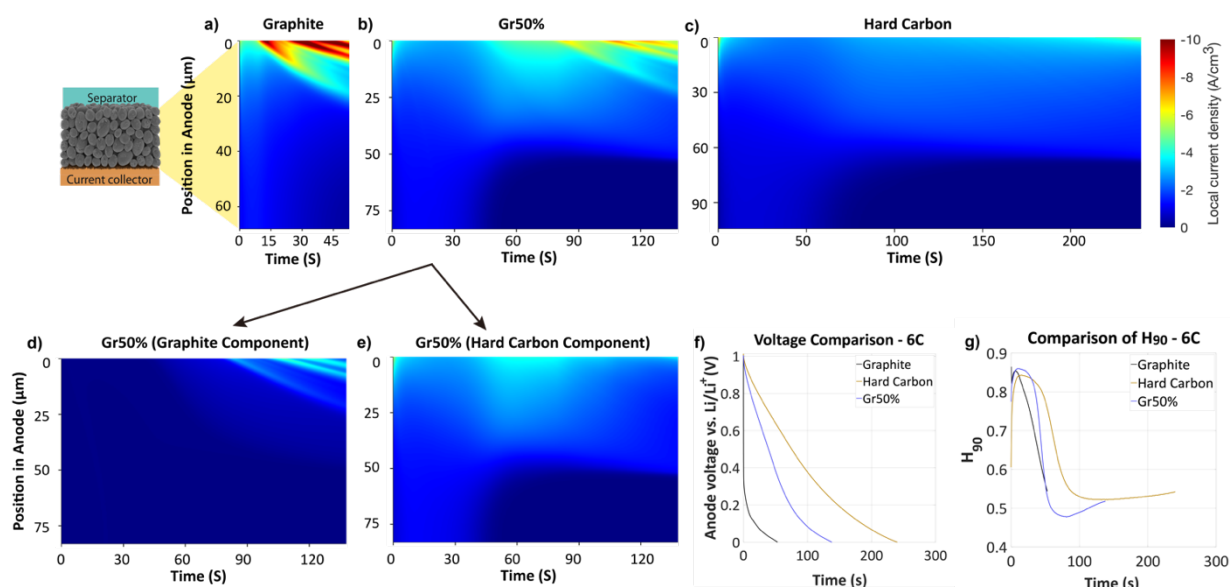 a) Graphite
b) Gr50%
c) Hard Carbon
Separator
Current collector
Position in Anode (µm)
0
20
40
60
0 15 30 45
Time (S)
0
25
50
75
0 30 60 90 120
Time (S)
0
30
60
90
0 50 100 150 200
Time (S)
-10
-8
-6
-4
-2
0
Local current density (A/cm³)
d) Gr50% (Graphite Component)
Position in Anode (µm)
0
25
50
75
0 30 60 90 120
Time (S)
e) Gr50% (Hard Carbon Component)
0
25
50
75
0 30 60 90 120
Time (S)
f) Voltage Comparison - 6C
Anode voltage vs. Li/Li⁺ (V)
1
0.8
0.6
0.4
0.2
0
Graphite
Hard Carbon
Gr50%
0 100 200 300
Time (s)
g) Comparison of H₉₀ - 6C
H₉₀
0.9
0.8
0.7
0.6
0.5
0.4
Graphite
Hard Carbon
Gr50%
0 100 200 300
Time (s)